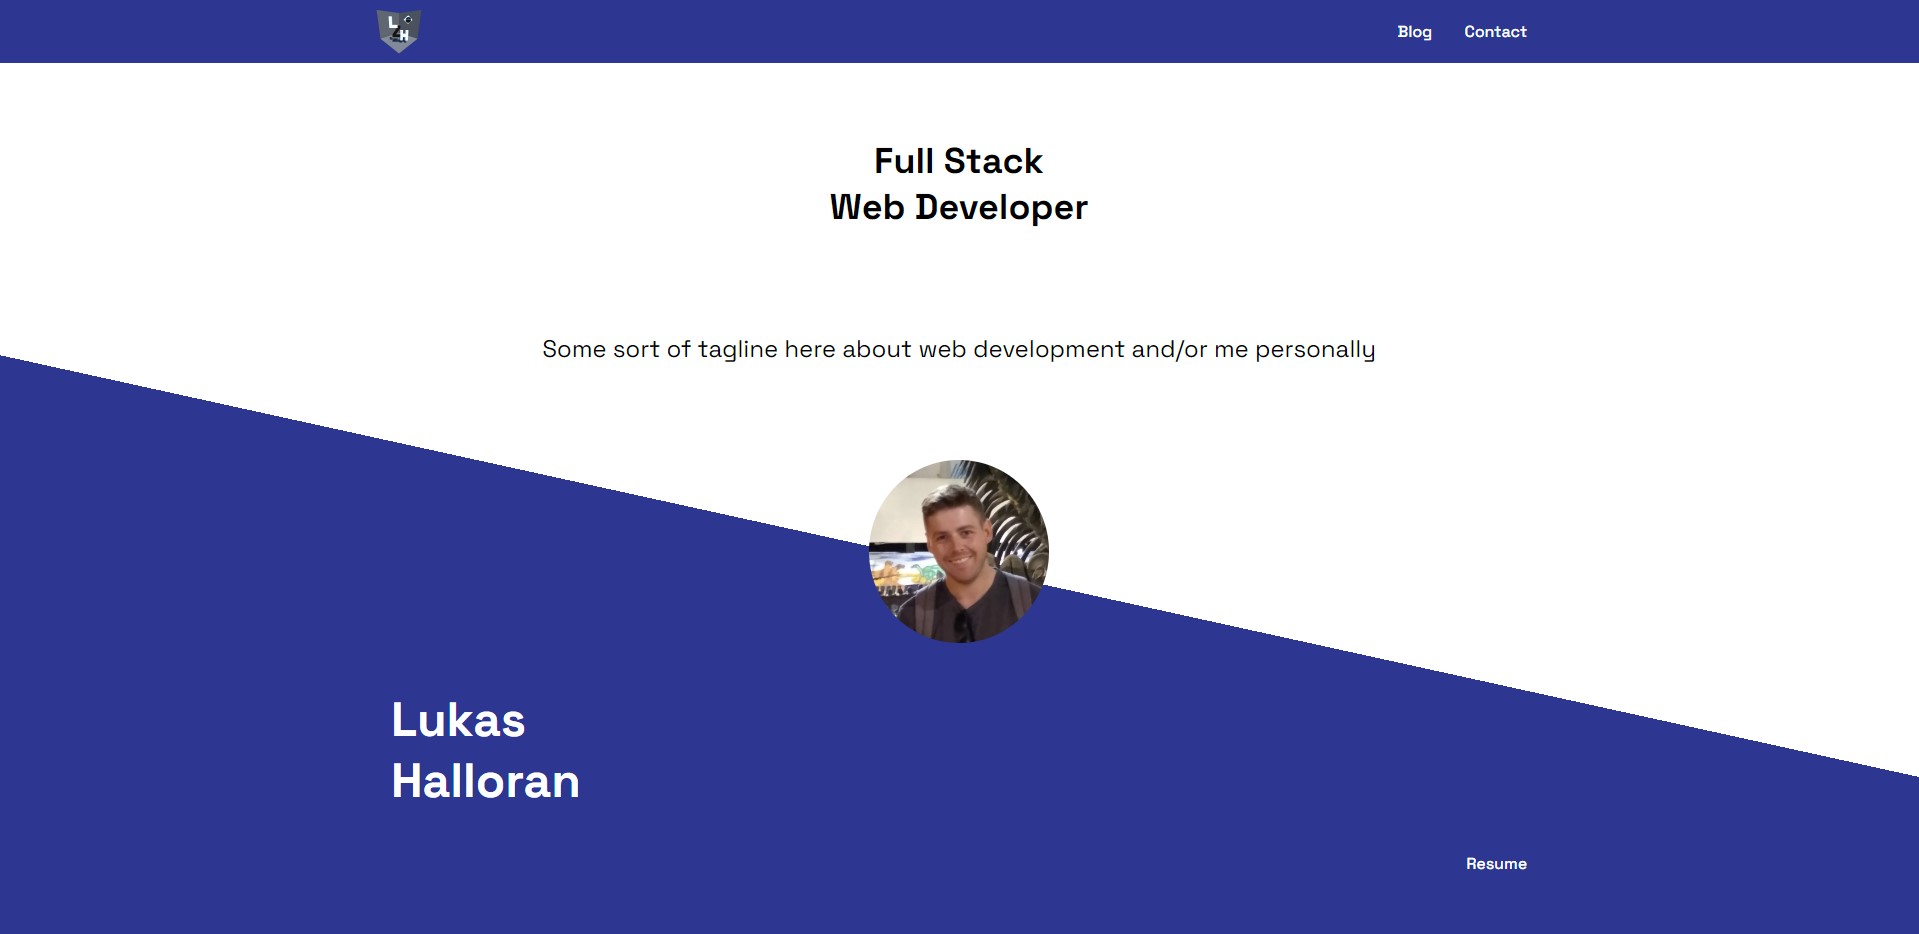 L H
Blog Contact
Full Stack
Web Developer
Some sort of tagline here about web development and/or me personally
Lukas
Halloran
Resume